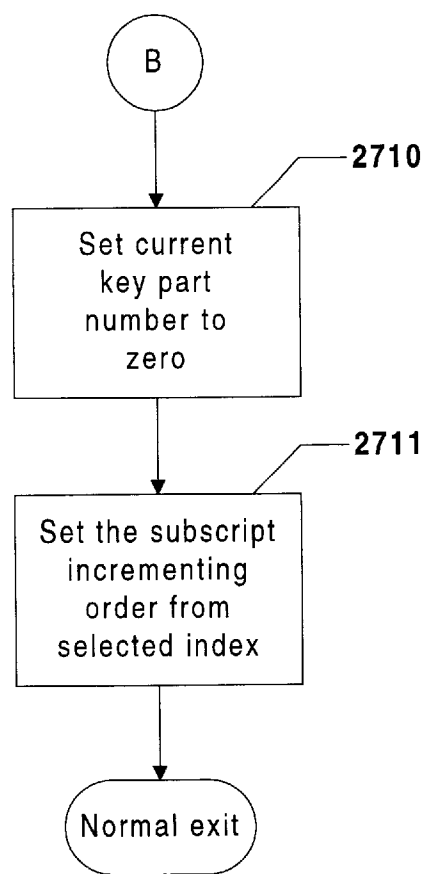 B
2710
Set current
key part
number to
zero
2711
Set the subscript
incrementing
order from
selected index
Normal exit